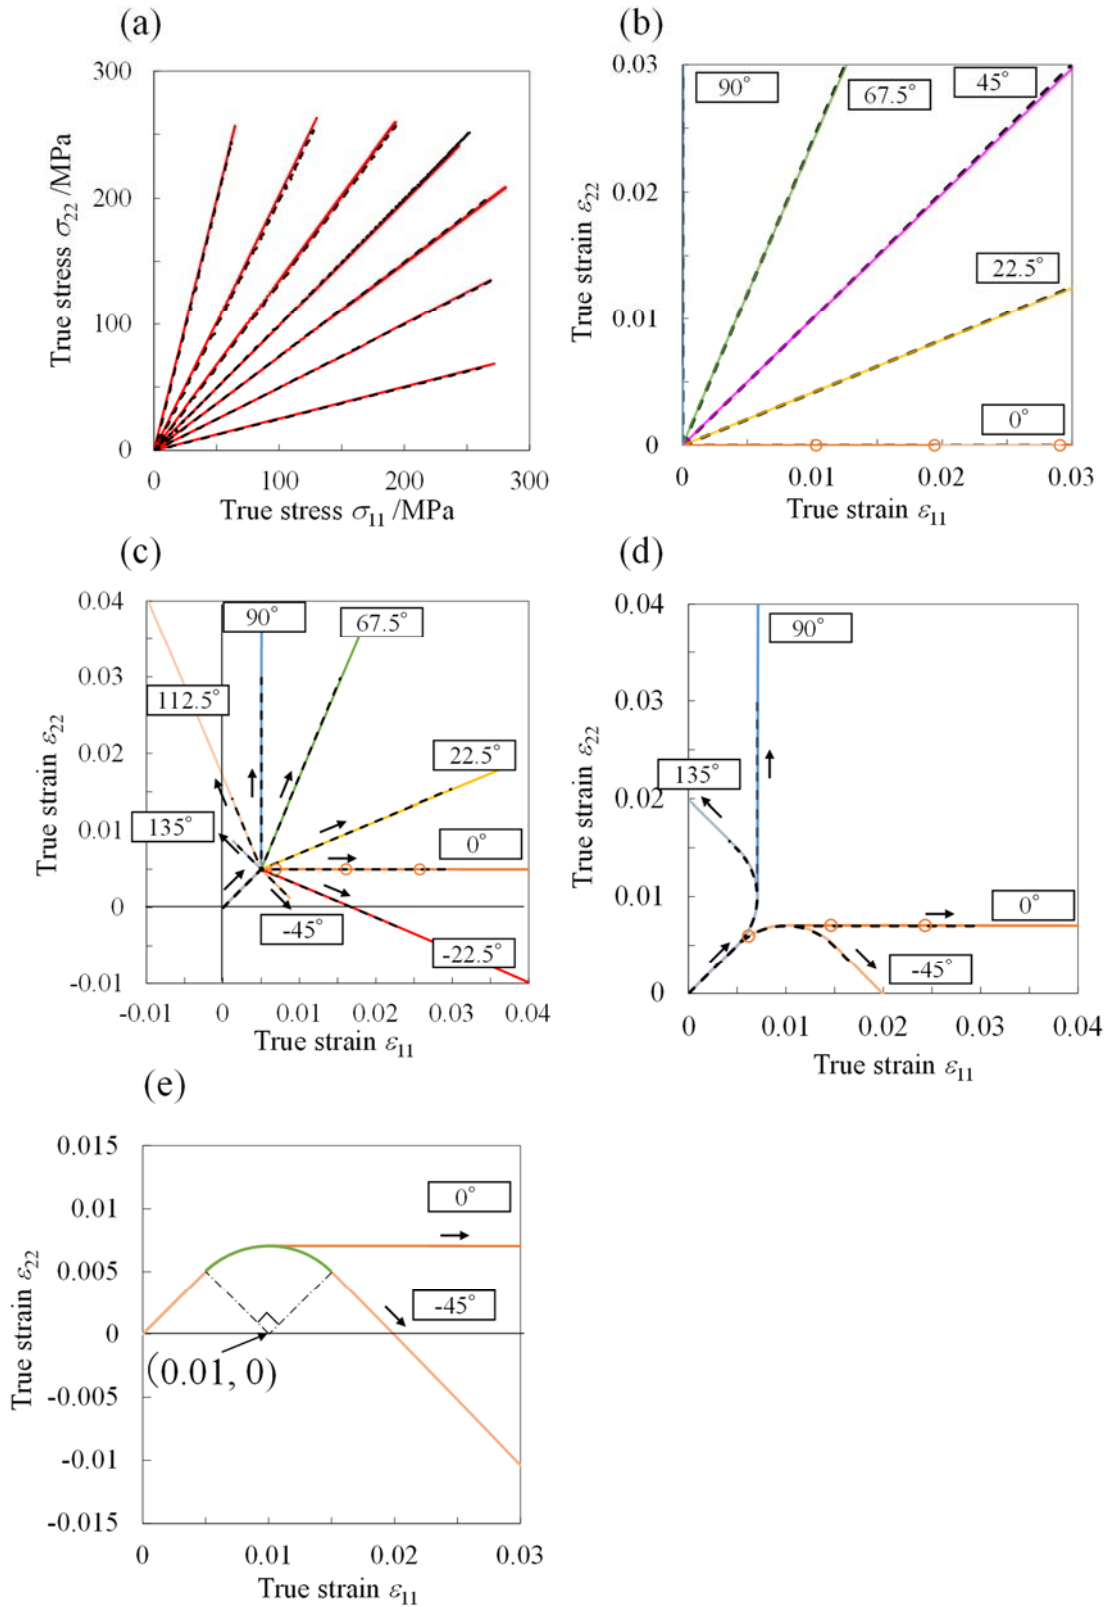 (a)
300
200
100
0
0 100 200 300
True stress σ22 /MPa
True stress σ11 /MPa
(b)
0.03
0.02
0.01
0
0 0.01 0.02 0.03
True strain ε22
True strain ε11
90°
67.5°
45°
22.5°
0°
(c)
0.04
0.03
0.02
0.01
0
-0.01
-0.01 0 0.01 0.02 0.03 0.04
True strain ε22
True strain ε11
90°
67.5°
112.5°
22.5°
135°
0°
-45°
-22.5°
(d)
0.04
0.03
0.02
0.01
0
0 0.01 0.02 0.03 0.04
True strain ε22
True strain ε11
90°
135°
0°
-45°
(e)
0.015
0.01
0.005
0
-0.005
-0.01
-0.015
0 0.01 0.02 0.03
True strain ε22
True strain ε11
0°
-45°
(0.01, 0)